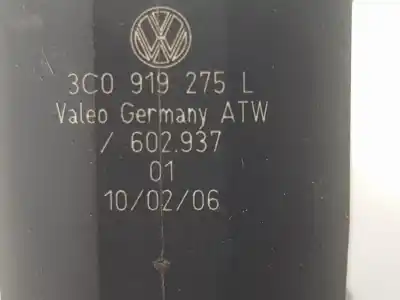 3C0 919 275 L
Valeo Germany ATW
/ 602.937
01
10/02/06